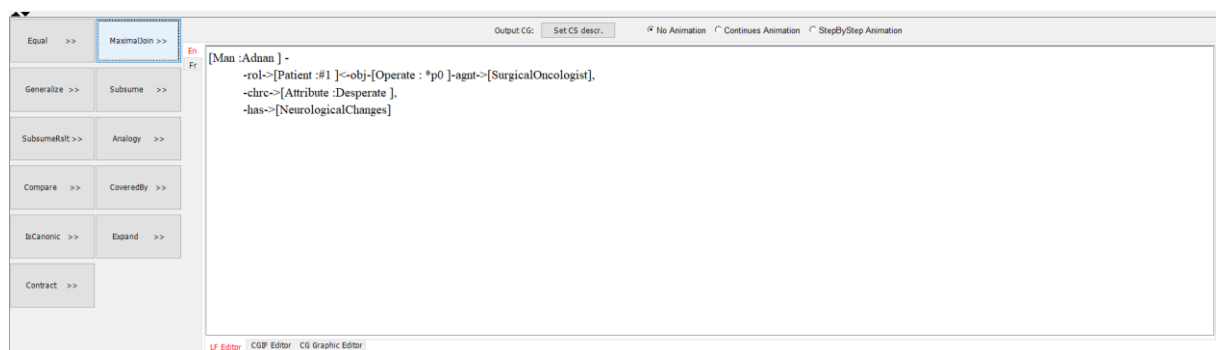 Output CG: Set CS descr. No Animation Continues Animation StepByStep Animation
Equal >> MaximalJoin >>
Generalize >> Subsume >>
SubsumeRslt >> Analogy >>
Compare >> CoveredBy >>
IsCanonic >> Expand >>
Contract >>
En
Fr
[Man :Adnan ] -
-rol->[Patient :#1 ]<-obj-[Operate : *p0 ]-agnt->[SurgicalOncologist],
-chrc->[Attribute :Desperate ],
-has->[NeurologicalChanges]
LF Editor CGIF Editor CG Graphic Editor